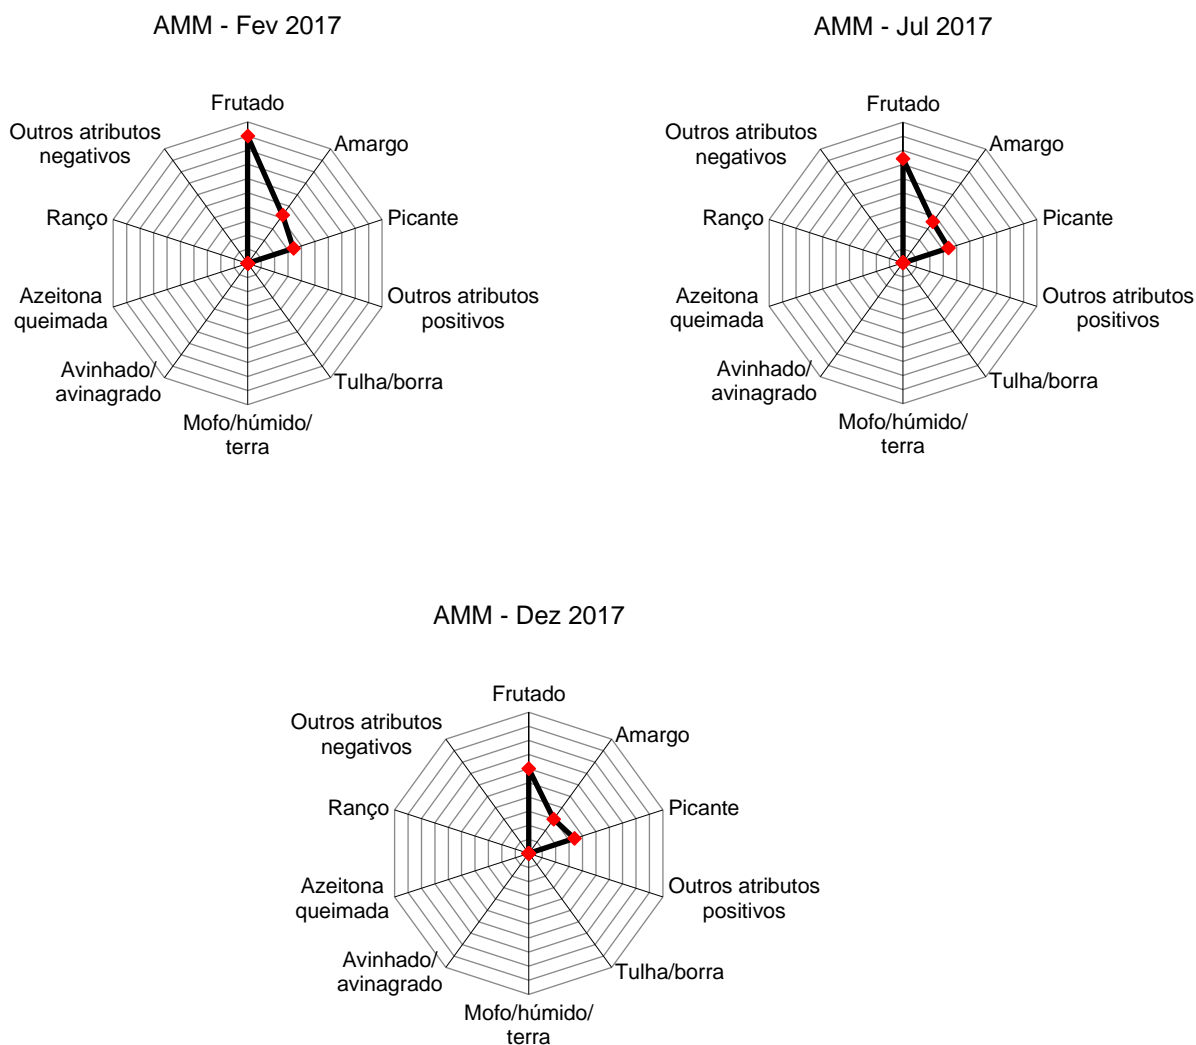 AMM - Fev 2017
Frutado
Outros atributos
negativos
Amargo
Ranço
Picante
Azeitona
queimada
Outros atributos
positivos
Avinhado/
avinagrado
Tulha/borra
Mofo/húmido/
terra
AMM - Jul 2017
Frutado
Outros atributos
negativos
Amargo
Ranço
Picante
Azeitona
queimada
Outros atributos
positivos
Avinhado/
avinagrado
Tulha/borra
Mofo/húmido/
terra
AMM - Dez 2017
Frutado
Outros atributos
negativos
Amargo
Ranço
Picante
Azeitona
queimada
Outros atributos
positivos
Avinhado/
avinagrado
Tulha/borra
Mofo/húmido/
terra